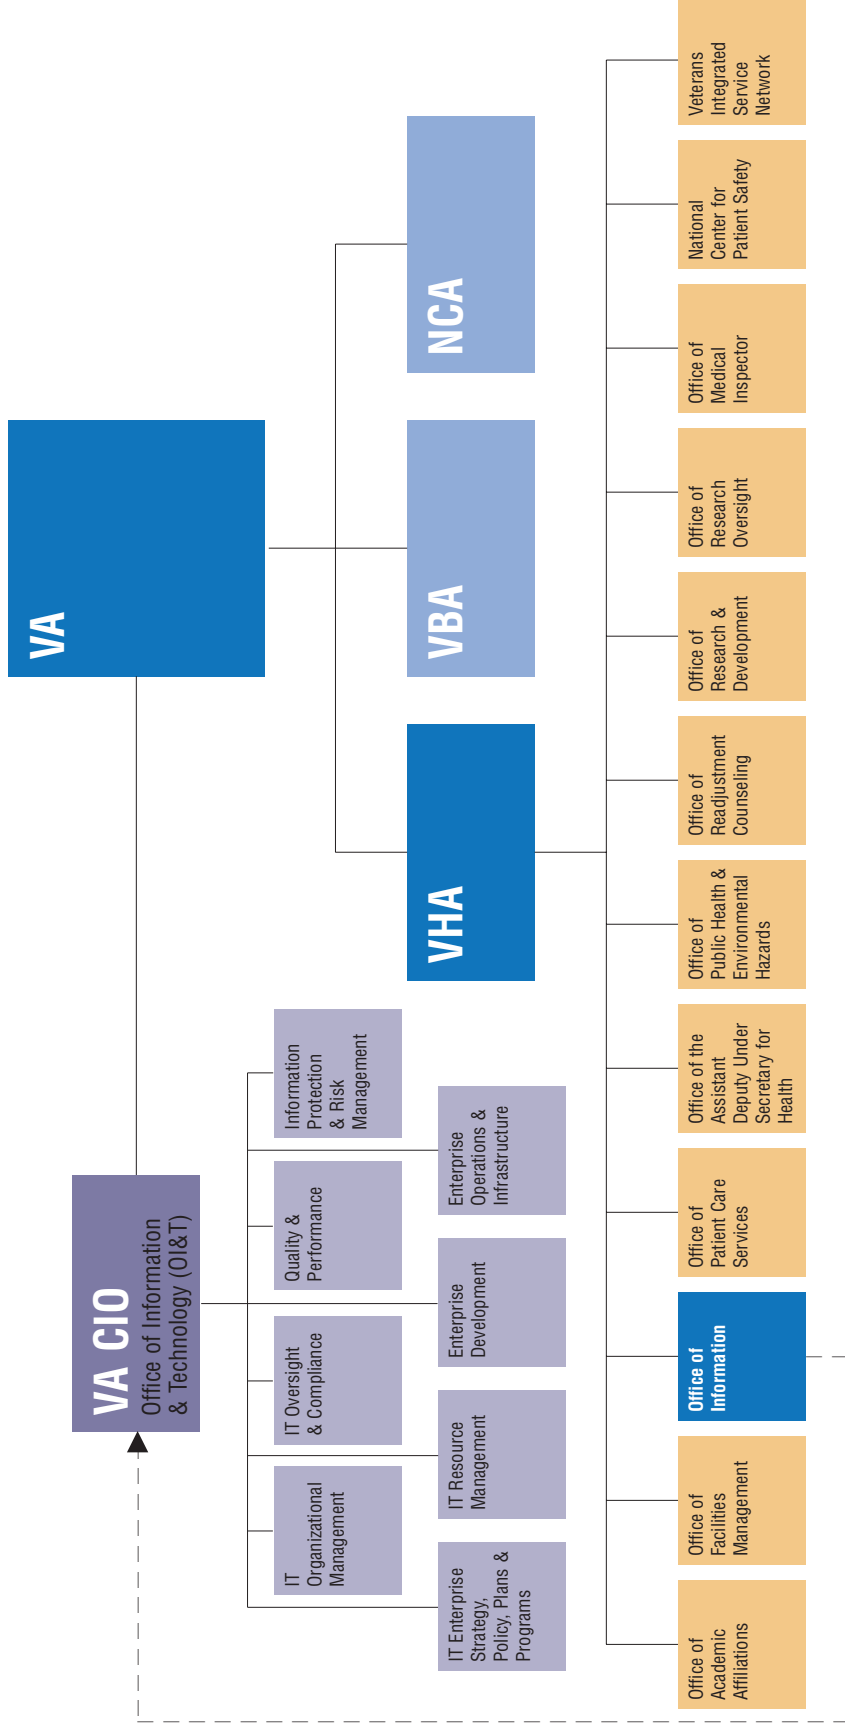 VA
VA CIO
Office of Information
& Technology (OI&T)
IT
Organizational
Management
IT Oversight
& Compliance
Quality &
Performance
Information
Protection
& Risk
Management
IT Enterprise
Strategy,
Policy, Plans &
Programs
IT Resource
Management
Enterprise
Development
Enterprise
Operations &
Infrastructure
VHA
VBA
NCA
Office of
Academic
Affiliations
Office of
Facilities
Management
Office of
Information
Office of
Patient Care
Services
Office of the
Assistant
Deputy Under
Secretary for
Health
Office of
Public Health &
Environmental
Hazards
Office of
Readjustment
Counseling
Office of
Research &
Development
Office of
Research
Oversight
Office of
Medical
Inspector
National
Center for
Patient Safety
Veterans
Integrated
Service
Network